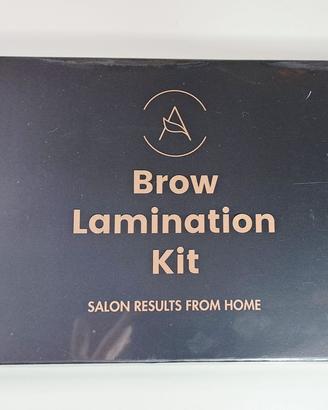 Brow
Lamination
Kit
SALON RESULTS FROM HOME